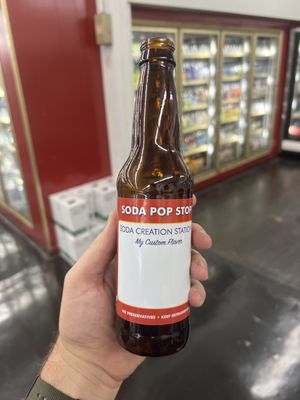 SODA POP STOP
SODA CREATION STATION
My Custom Flavor
NO PRESERVATIVES • KEEP REFRIGERATED